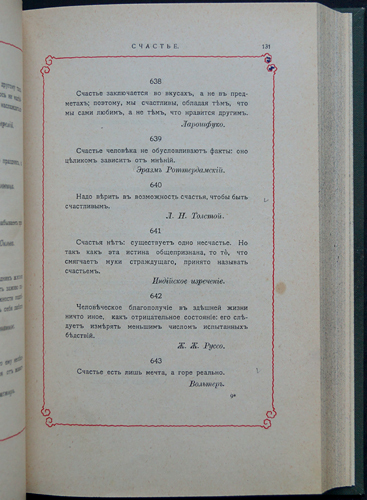 СЧАСТЬЕ.
131
638
Счастье заключается во вкусахъ, а не въ пред-
метахъ; поэтому, мы счастливы, обладая тѣмъ, что
мы сами любимъ, а не тѣмъ, что нравится другимъ.
Ларошфуко.
639
Счастье человѣка не обусловливаютъ факты: оно
цѣликомъ зависитъ отъ мнѣній.
Эразмъ Роттердамскій.
640
Надо вѣрить въ возможность счастья, чтобы быть
счастливымъ.
Л. Н. Толстой.
641
Счастья нѣтъ: существуетъ одно несчастье. Но
такъ какъ эта истина общепризнана, то то́, что
смягчаетъ муки страждущаго, принято называть
счастьемъ.
Индійское изреченіе.
642
Человѣческое благополучіе въ здѣшней жизни
ничто иное, какъ отрицательное состояніе: его слѣ-
дуетъ измѣрять меньшимъ числомъ испытанныхъ
бѣдствій.
Ж. Ж. Руссо.
643
Счастье есть лишь мечта, а горе реально.
Вольтеръ.
9*